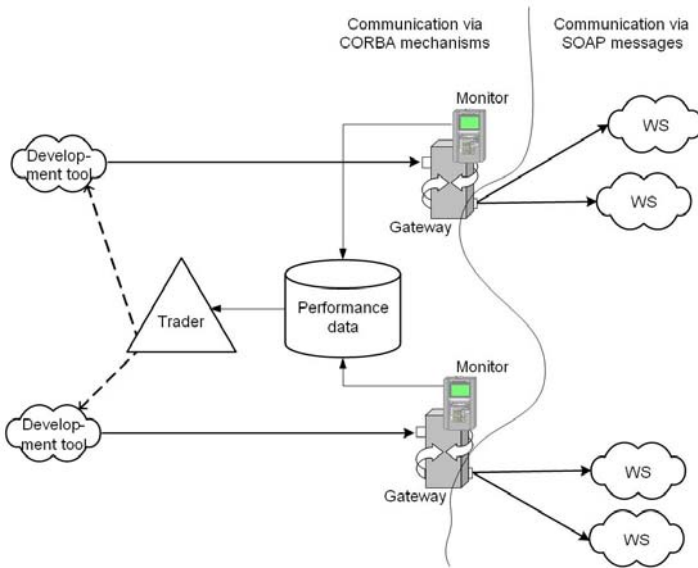 Communication via
CORBA mechanisms
Communication via
SOAP messages
Monitor
WS
Develop-
ment tool
WS
Gateway
Trader
Performance
data
Monitor
Develop-
ment tool
WS
Gateway
WS